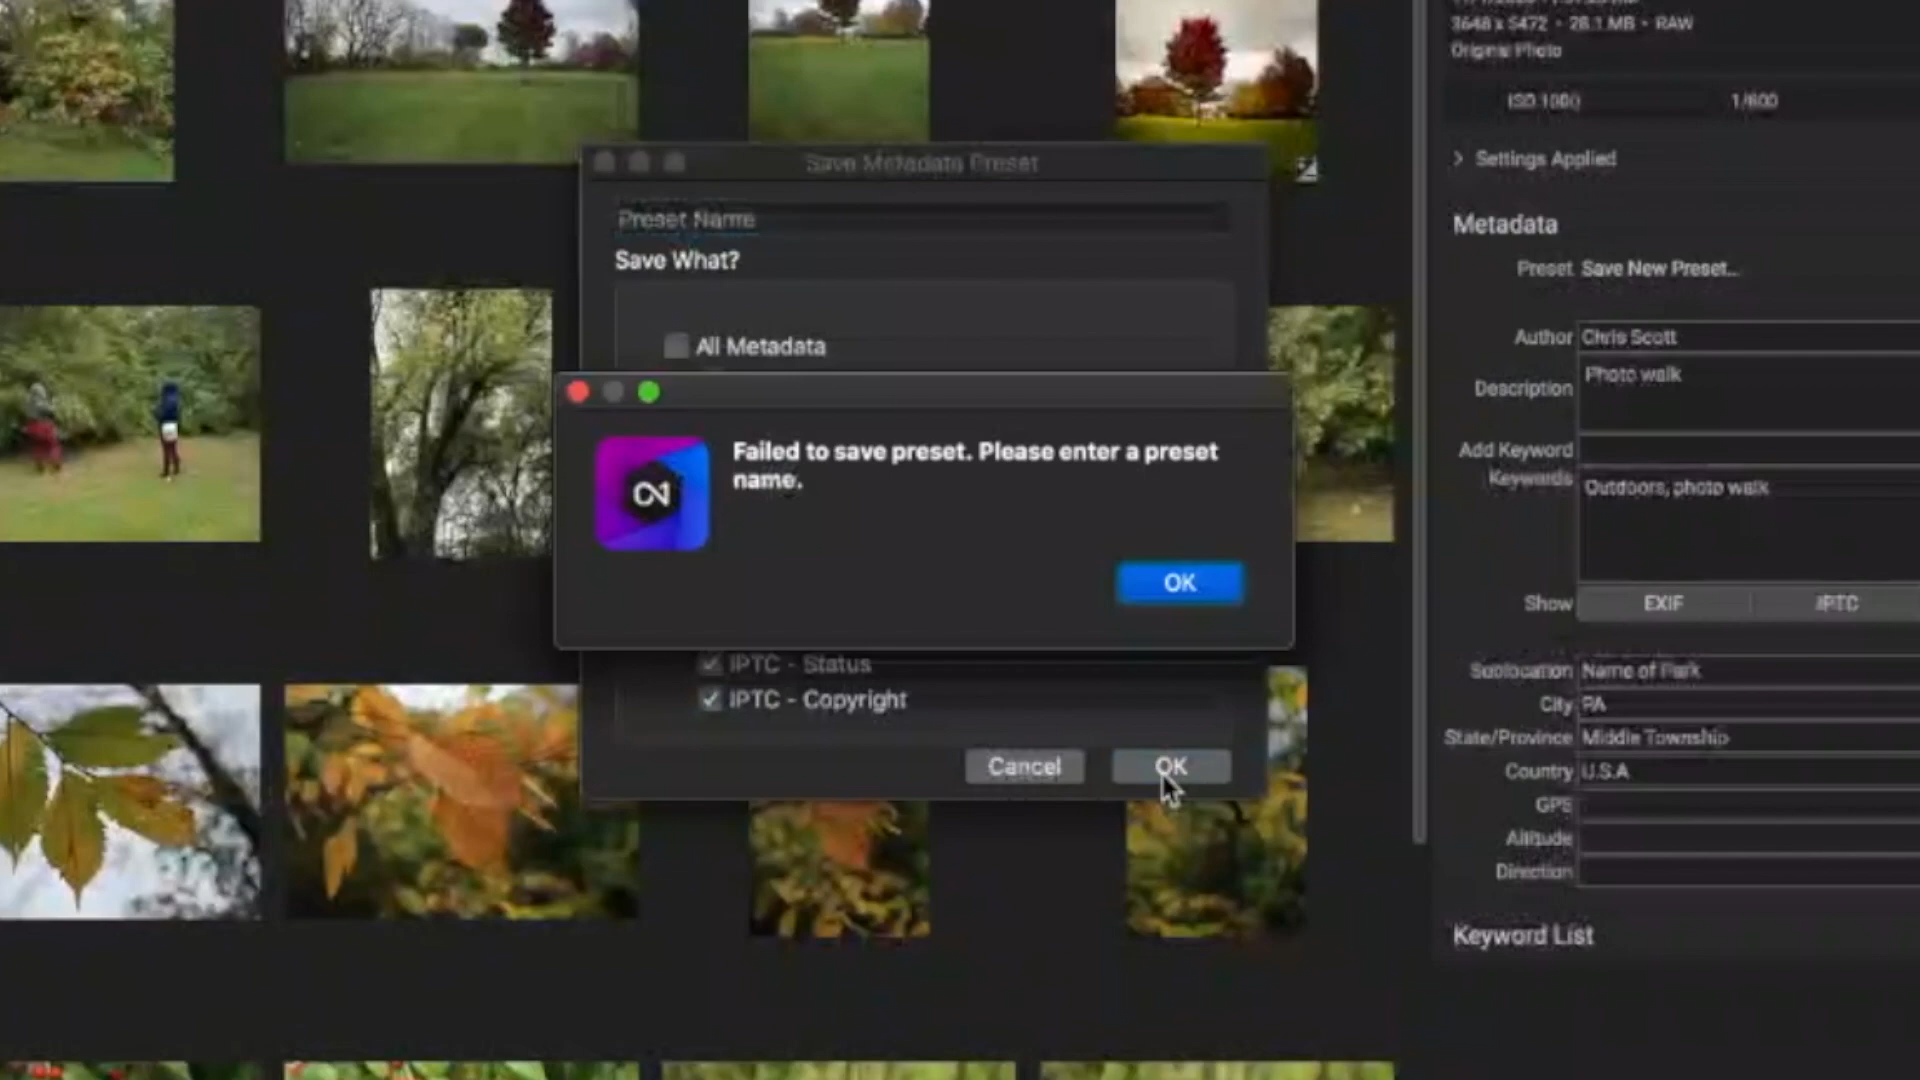 3648 x 5472 • 28.1 MB • RAW
Original Photo
ISD 1000
1/800
> Settings Applied
Save Metadata Preset
Preset Name
Save What?
All Metadata
Failed to save preset. Please enter a preset
name.
OK
IPTC - Status
IPTC - Copyright
Cancel
OK
Metadata
Preset Save New Preset...
Author Chris Scott
Description Photo walk
Add Keyword
Keywords Outdoors, photo walk
Show EXIF IPTC
Sublocation Name of Park
City PA
State/Province Middle Township
Country U.S.A
GPS
Altitude
Direction
Keyword List